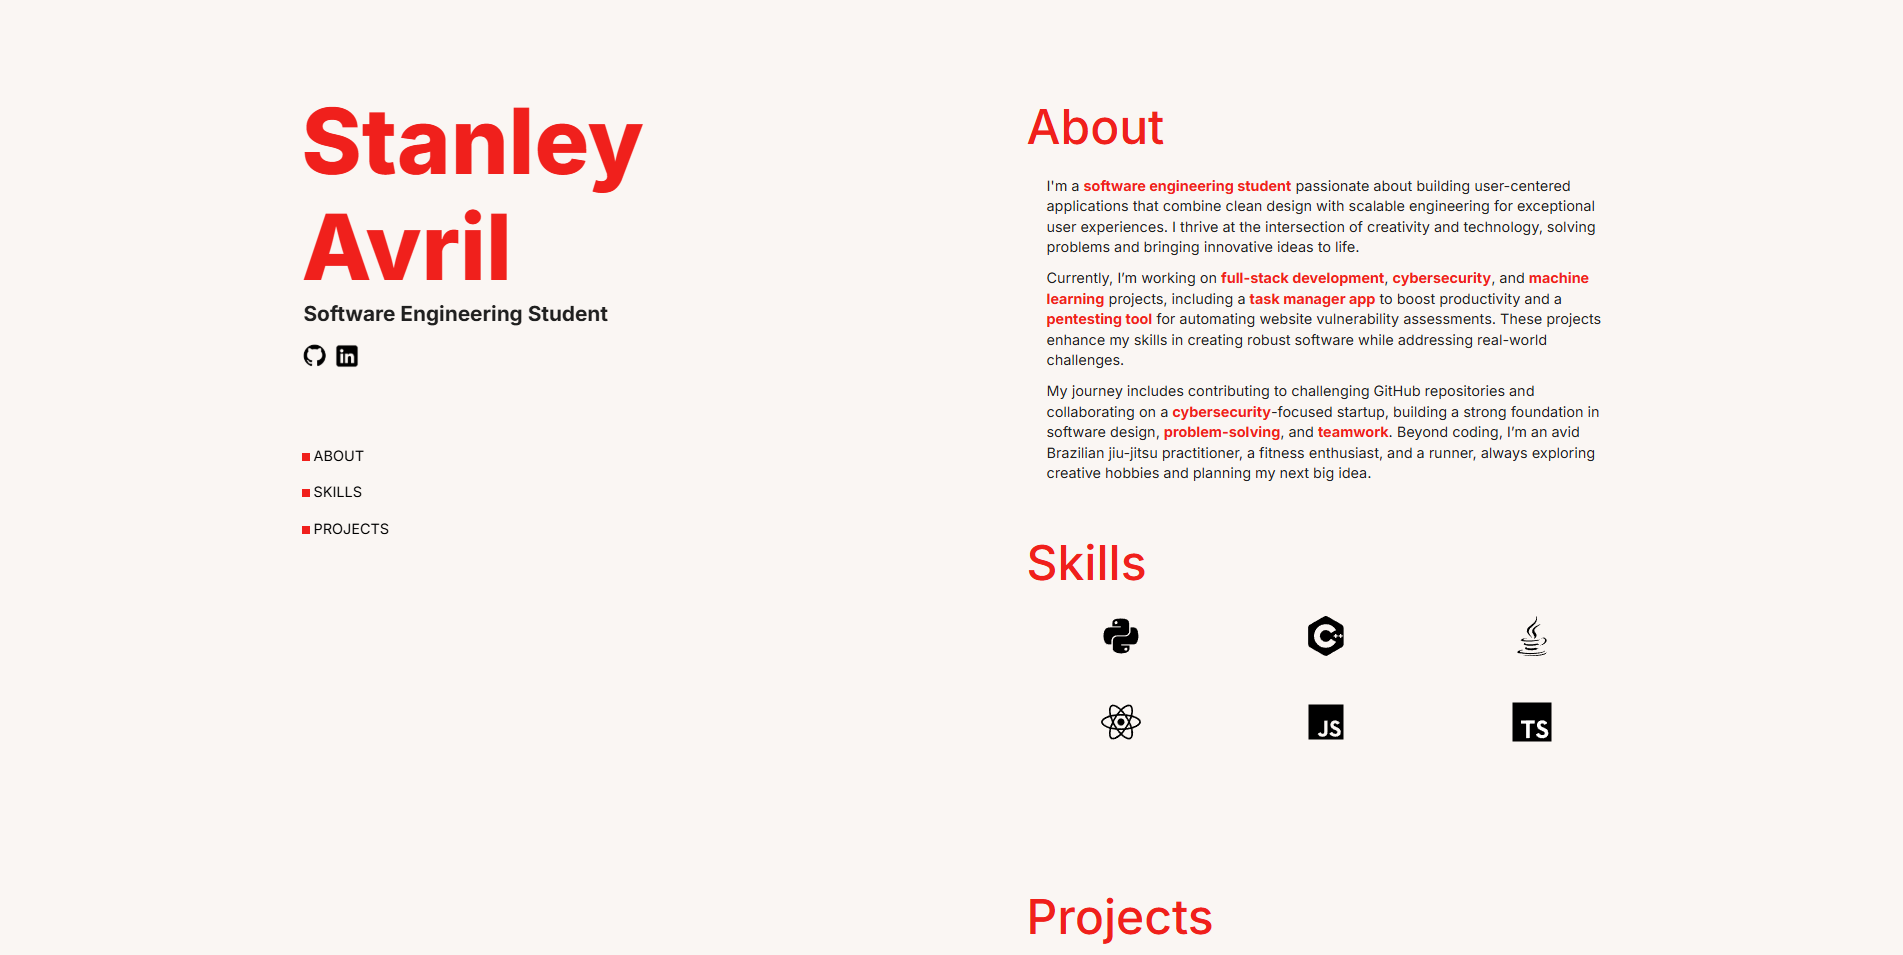 Stanley
Avril
Software Engineering Student
in
ABOUT
SKILLS
PROJECTS
About
I'm a software engineering student passionate about building user-centered
applications that combine clean design with scalable engineering for exceptional
user experiences. I thrive at the intersection of creativity and technology, solving
problems and bringing innovative ideas to life.
Currently, I’m working on full-stack development, cybersecurity, and machine
learning projects, including a task manager app to boost productivity and a
pentesting tool for automating website vulnerability assessments. These projects
enhance my skills in creating robust software while addressing real-world
challenges.
My journey includes contributing to challenging GitHub repositories and
collaborating on a cybersecurity-focused startup, building a strong foundation in
software design, problem-solving, and teamwork. Beyond coding, I’m an avid
Brazilian jiu-jitsu practitioner, a fitness enthusiast, and a runner, always exploring
creative hobbies and planning my next big idea.
Skills
C++
JS
TS
Projects